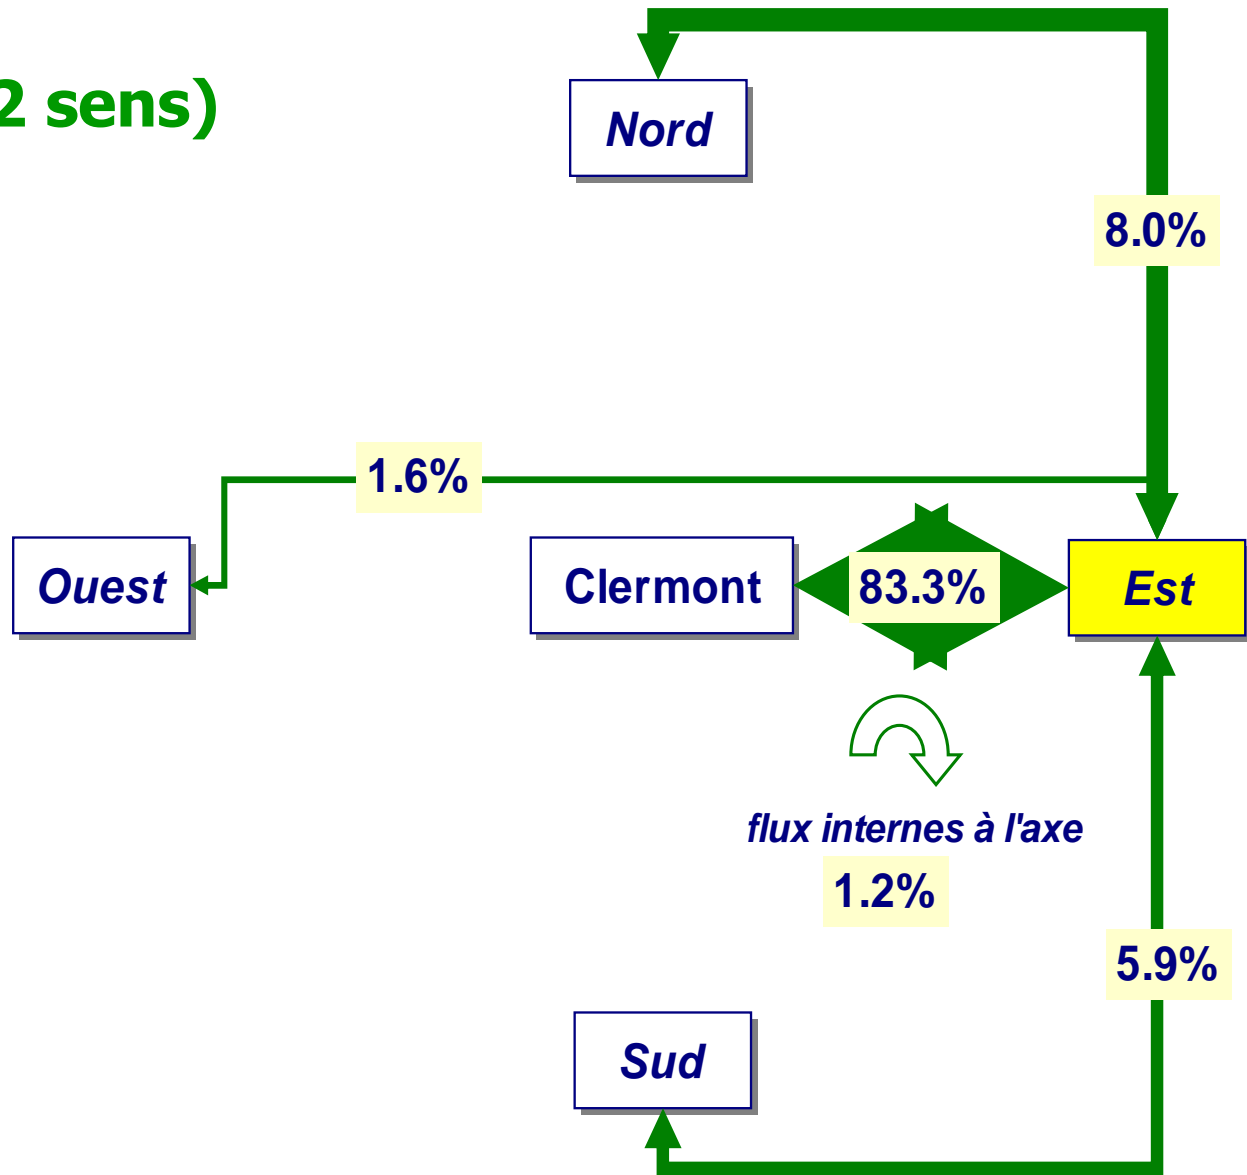 2 sens)
Nord
8.0%
1.6%
Ouest
Clermont
83.3%
Est
flux internes à l'axe
1.2%
5.9%
Sud